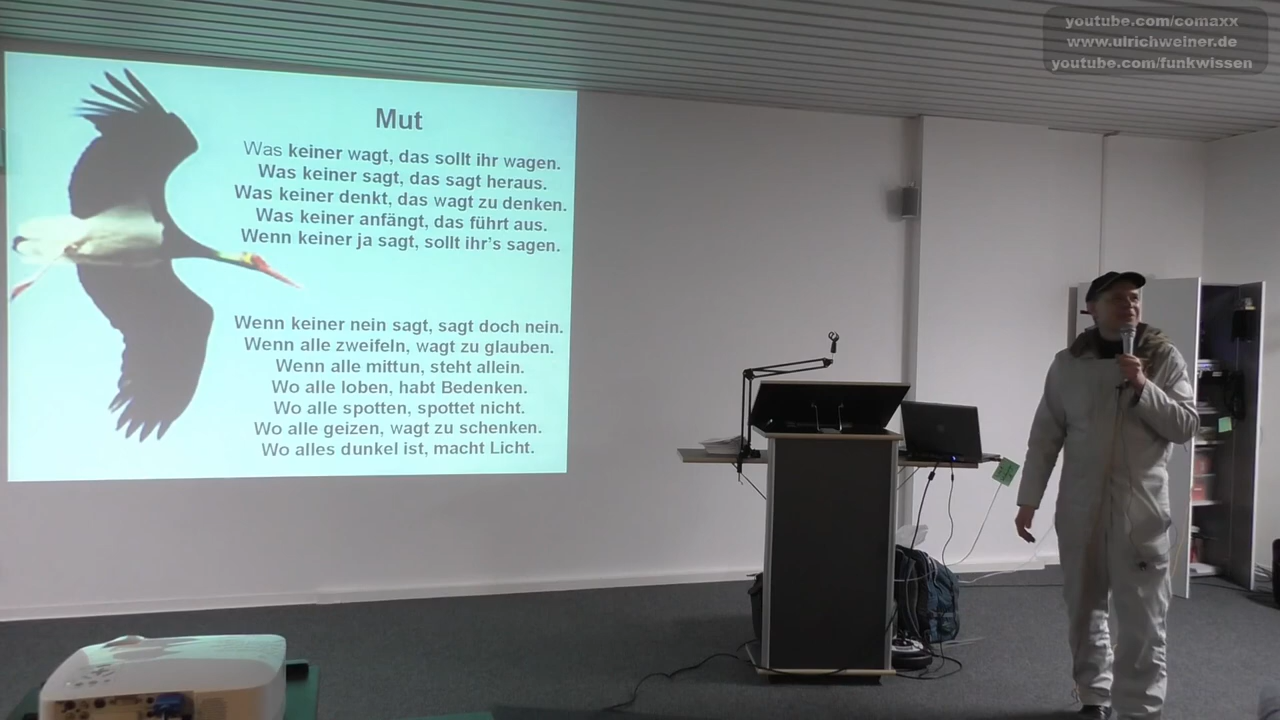 youtube.com/comaxx
www.ulrichweiner.de
youtube.com/funkwissen
Mut
Was keiner wagt, das sollt ihr wagen.
Was keiner sagt, das sagt heraus.
Was keiner denkt, das wagt zu denken.
Was keiner anfängt, das führt aus.
Wenn keiner ja sagt, sollt ihr's sagen.
Wenn keiner nein sagt, sagt doch nein.
Wenn alle zweifeln, wagt zu glauben.
Wenn alle mittun, steht allein.
Wo alle loben, habt Bedenken.
Wo alle spotten, spottet nicht.
Wo alle geizen, wagt zu schenken.
Wo alles dunkel ist, macht Licht.